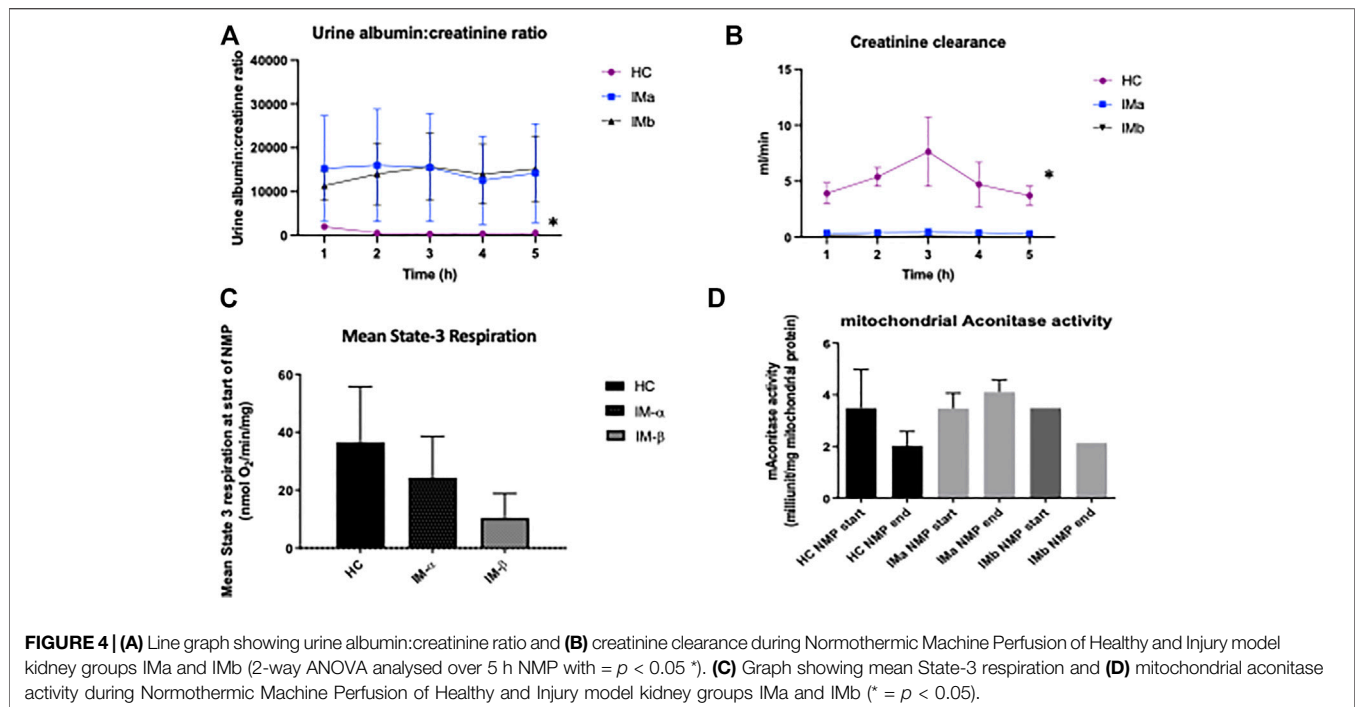 A
Urine albumin:creatinine ratio
Urine albumin:creatinne ratio
40000
30000
20000
10000
0
1 2 3 4 5
Time (h)
HC
IMa
IMb
*
B
Creatinine clearance
ml/min
15
10
5
0
1 2 3 4 5
Time (h)
HC
IMa
IMb
*
C
Mean State-3 Respiration
Mean State 3 respiration at start of NMP
(nmol O₂/min/mg)
60
40
20
0
HC
IM-α
IM-β
HC
IM-α
IM-β
D
mitochondrial Aconitase activity
mAconitase activity
(milliunit/mg mitochondrial protein)
6
4
2
0
HC NMP start
HC NMP end
IMa NMP start
IMa NMP end
IMb NMP start
IMb NMP end
FIGURE 4 | (A) Line graph showing urine albumin:creatinine ratio and (B) creatinine clearance during Normothermic Machine Perfusion of Healthy and Injury model
kidney groups IMa and IMb (2-way ANOVA analysed over 5 h NMP with = p < 0.05 *). (C) Graph showing mean State-3 respiration and (D) mitochondrial aconitase
activity during Normothermic Machine Perfusion of Healthy and Injury model kidney groups IMa and IMb (* = p < 0.05).